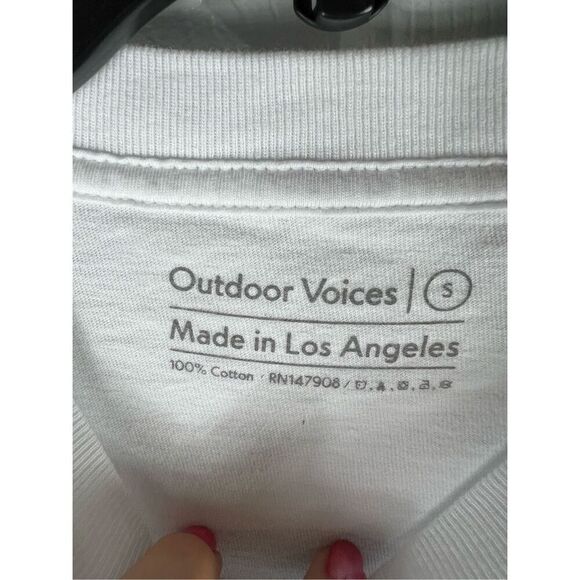 Outdoor Voices | S
Made in Los Angeles
100% Cotton · RN147908 /